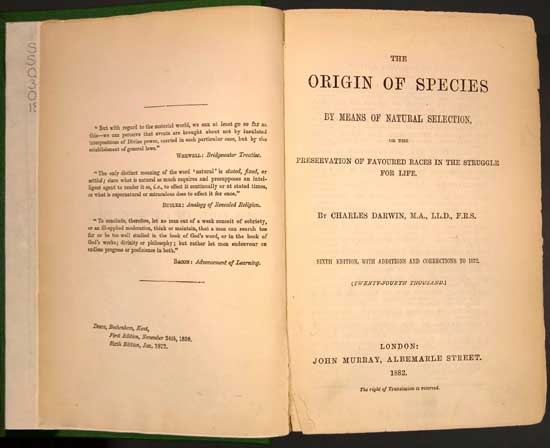 S
S
Q
3
0
18
" But with regard to the material world, we can at least go so far as
this—we can perceive that events are brought about not by insulated
interpositions of Divine power, exerted in each particular case, but by the
establishment of general laws."
WHEWELL: Bridgewater Treatise.
" The only distinct meaning of the word 'natural' is stated, fixed, or
settled; since what is natural as much requires and presupposes an intel-
ligent agent to render it so, i.e., to effect it continually or at stated times,
as what is supernatural or miraculous does to effect it for once."
BUTLER: Analogy of Revealed Religion.
" To conclude, therefore, let no man out of a weak conceit of sobriety,
or an ill-applied moderation, think or maintain, that a man can search too
far or be too well studied in the book of God's word, or in the book of
God's works; divinity or philosophy; but rather let men endeavour an
endless progress or proficience in both."
BACON: Advancement of Learning.
Down, Beckenham, Kent,
First Edition, November 24th, 1859.
Sixth Edition, Jan. 1872.
THE
ORIGIN OF SPECIES
BY MEANS OF NATURAL SELECTION,
OR THE
PRESERVATION OF FAVOURED RACES IN THE STRUGGLE
FOR LIFE.
BY CHARLES DARWIN, M.A., LL.D., F.R.S.
SIXTH EDITION, WITH ADDITIONS AND CORRECTIONS TO 1872.
(TWENTY-FOURTH THOUSAND.)
LONDON:
JOHN MURRAY, ALBEMARLE STREET.
1882.
The right of Translation is reserved.